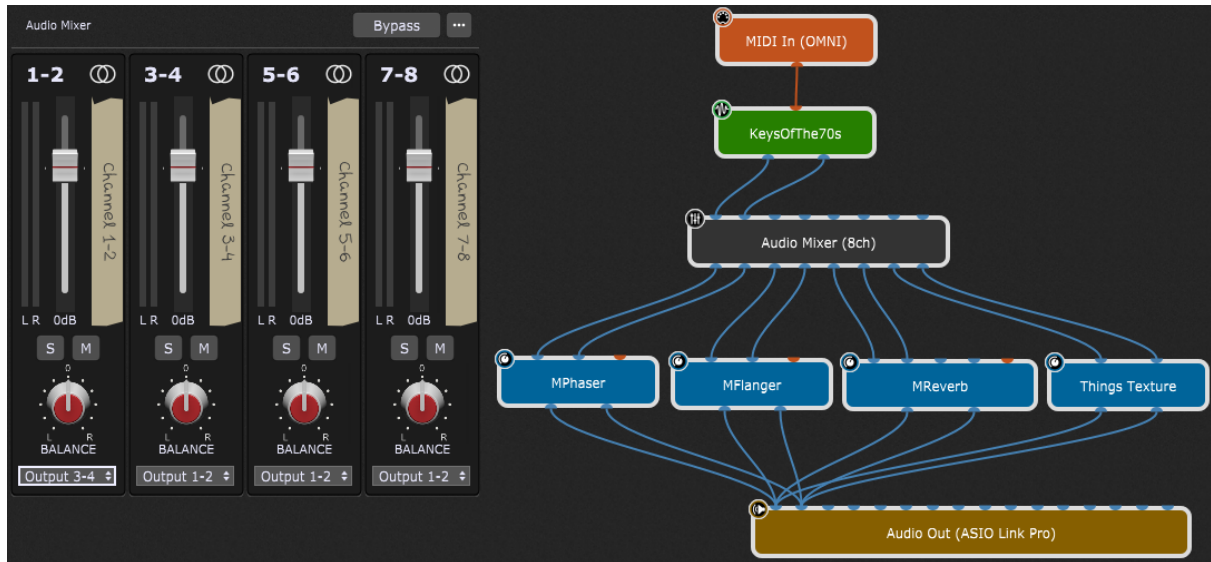 Audio Mixer
Bypass
1-2
3-4
5-6
7-8
Channel 1-2
Channel 3-4
Channel 5-6
Channel 7-8
L R 0dB
L R 0dB
L R 0dB
L R 0dB
S M
S M
S M
S M
0
0
0
0
L R
L R
L R
L R
BALANCE
BALANCE
BALANCE
BALANCE
Output 3-4
Output 1-2
Output 1-2
Output 1-2
MIDI In (OMNI)
KeysOfThe70s
Audio Mixer (8ch)
MPhaser
MFlanger
MReverb
Things Texture
Audio Out (ASIO Link Pro)